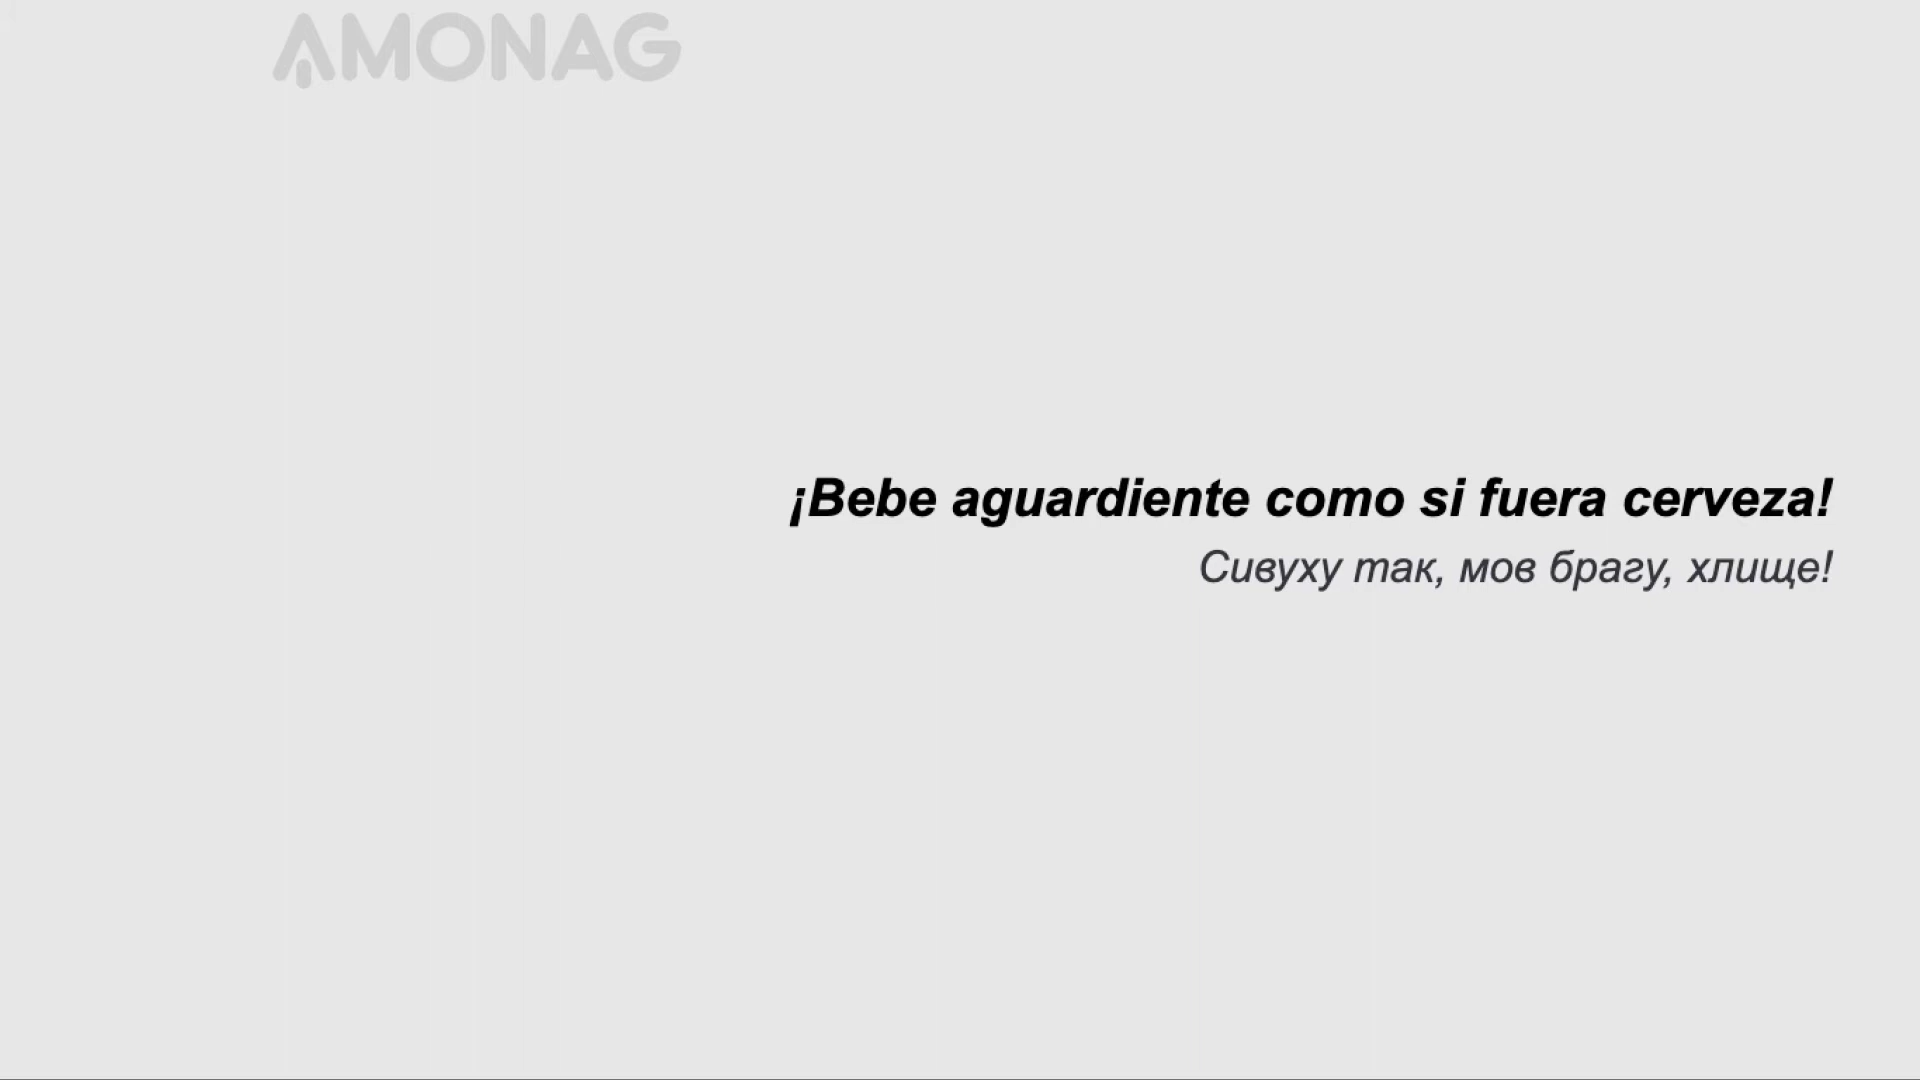 AMONAG
¡Bebe aguardiente como si fuera cerveza!
Сивуху так, мов брагу, хлище!